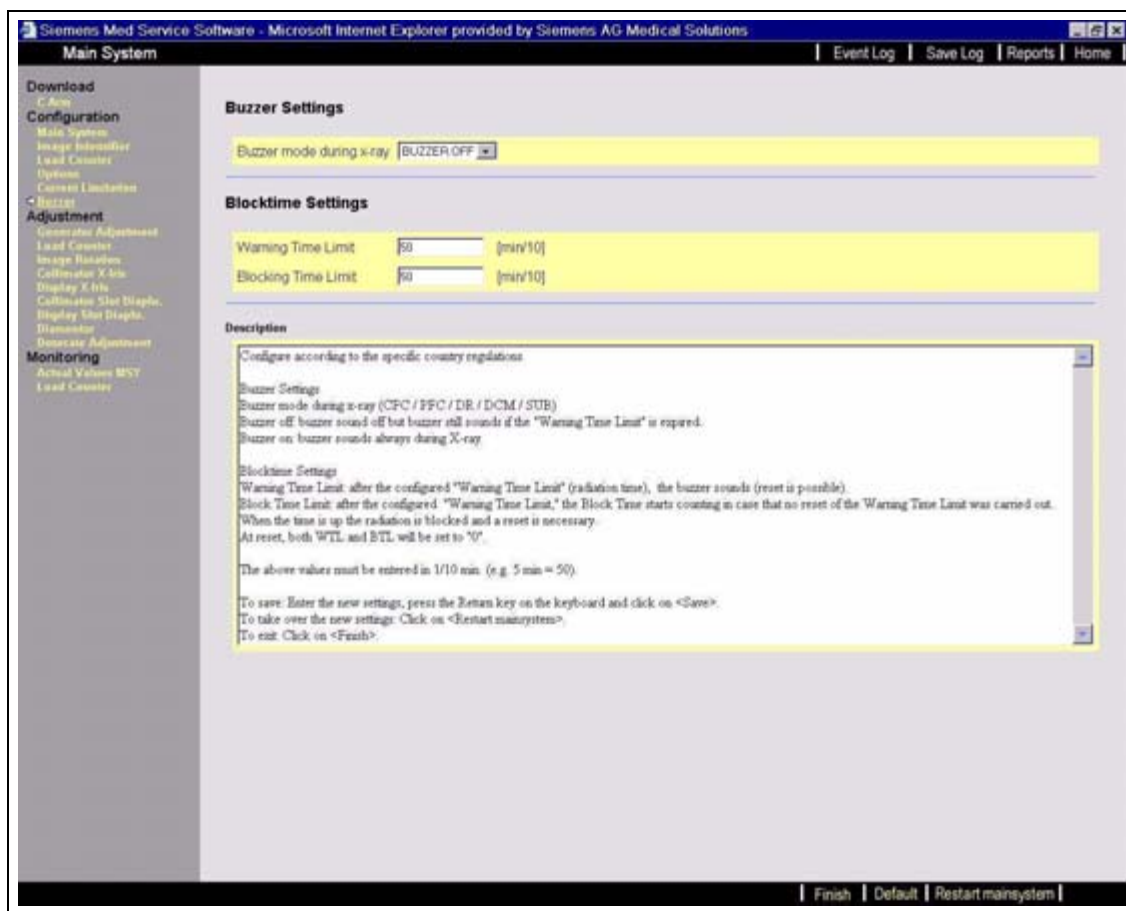 Siemens Med Service Software - Microsoft Internet Explorer provided by Siemens AG Medical Solutions
Main System
Event Log
Save Log
Reports
Home
Download
C Arm
Configuration
Main System
Image Intensifier
Load Counter
Options
Current Limitation
Buzzer
Adjustment
Generator Adjustment
Load Counter
Image Rotation
Collimator X-Iris
Display X-Iris
Collimator Slot Diaphr.
Display Slot Diaphr.
Diamentor
Doserate Adjustment
Monitoring
Actual Values MSY
Load Counter
Buzzer Settings
Buzzer mode during x-ray BUZZER OFF
Blocktime Settings
Warning Time Limit 50 [min/10]
Blocking Time Limit 50 [min/10]
Description
Configure according to the specific country regulations
Buzzer Settings
Buzzer mode during x-ray (CFC / PFC / DR / DCM / SUB)
Buzzer off: buzzer sound off but buzzer still sounds if the "Warning Time Limit" is expired.
Buzzer on: buzzer sounds always during X-ray.
Blocktime Settings
Warning Time Limit: after the configured "Warning Time Limit" (radiation time), the buzzer sounds (reset is possible).
Block Time Limit: after the configured "Warning Time Limit," the Block Time starts counting in case that no reset of the Warning Time Limit was carried out.
When the time is up the radiation is blocked and a reset is necessary.
At reset, both WTL and BTL will be set to "0".
The above values must be entered in 1/10 min. (e.g. 5 min = 50).
To save: Enter the new settings, press the Return key on the keyboard and click on <Save>.
To take over the new settings: Click on <Restart mainsystem>.
To exit: Click on <Finish>.
Finish
Default
Restart mainsystem